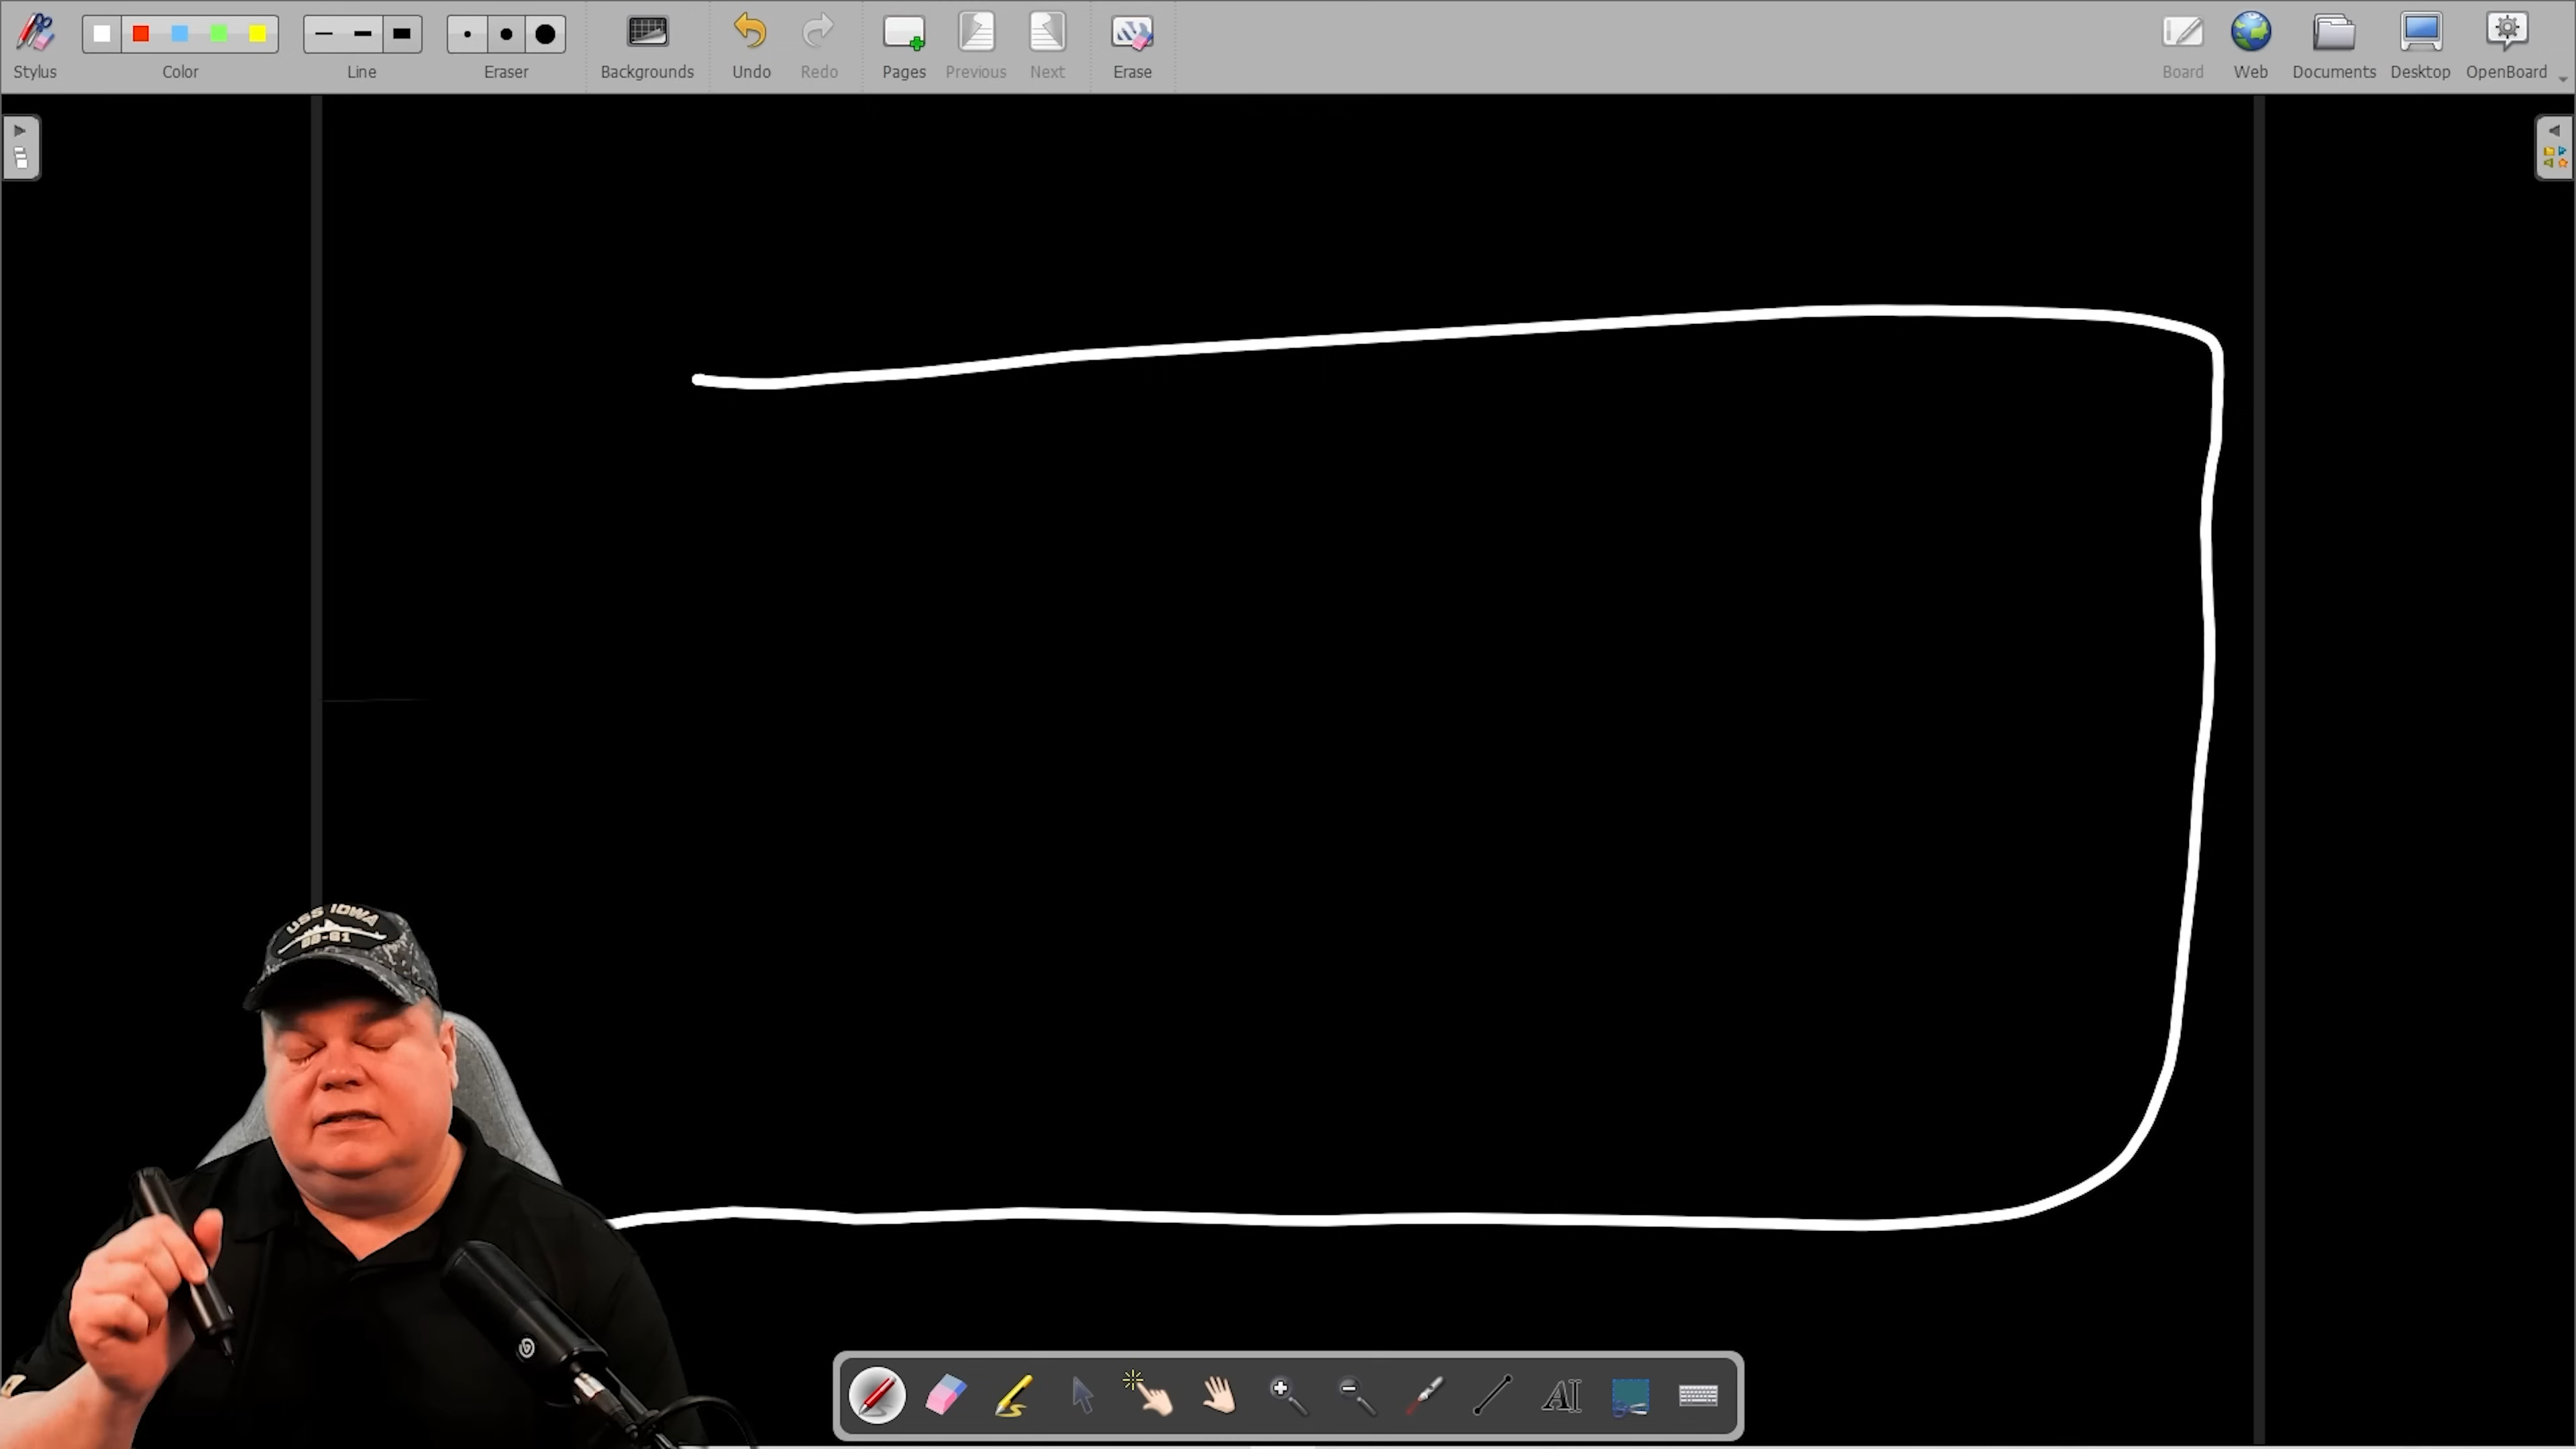 Stylus Color Line Eraser Backgrounds Undo Redo Pages Previous Next Erase Board Web Documents Desktop OpenBoard
USS IOWA
BB-61
AI